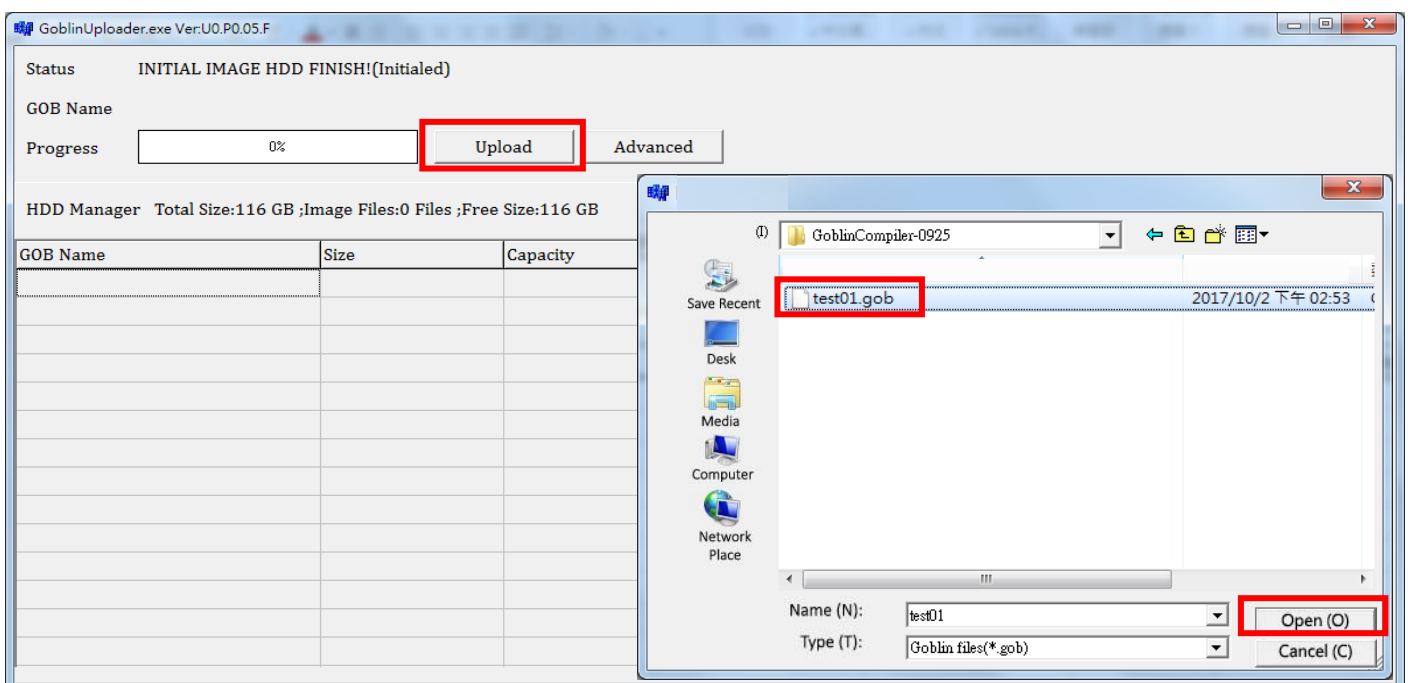 GoblinUploader.exe Ver:U0.P0.05.F
Status INITIAL IMAGE HDD FINISH!(Initialed)
GOB Name
Progress 0% Upload Advanced
HDD Manager Total Size:116 GB ;Image Files:0 Files ;Free Size:116 GB
GOB Name Size Capacity
(I) GoblinCompiler-0925
test01.gob 2017/10/2 下午 02:53
Save Recent
Desk
Media
Computer
Network
Place
Name (N): test01 Open (O)
Type (T): Goblin files(*.gob) Cancel (C)